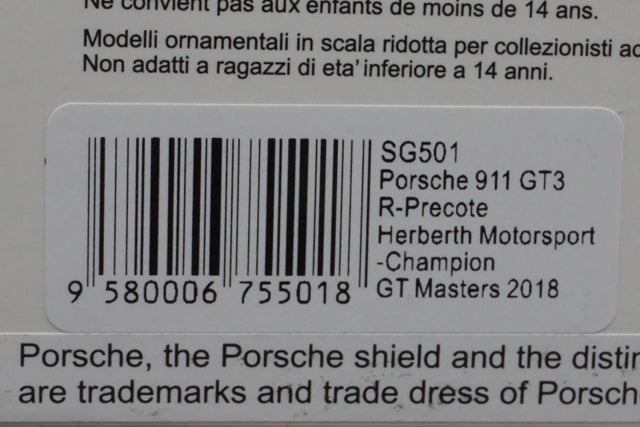 Ne convient pas aux enfants de moins de 14 ans.
Modelli ornamentali in scala ridotta per collezionisti
Non adatti a ragazzi di eta' inferiore a 14 anni.
SG501
Porsche 911 GT3
R-Precote
Herberth Motorsport
-Champion
GT Masters 2018
9 580006 755018
Porsche, the Porsche shield and the
are trademarks and trade dress of